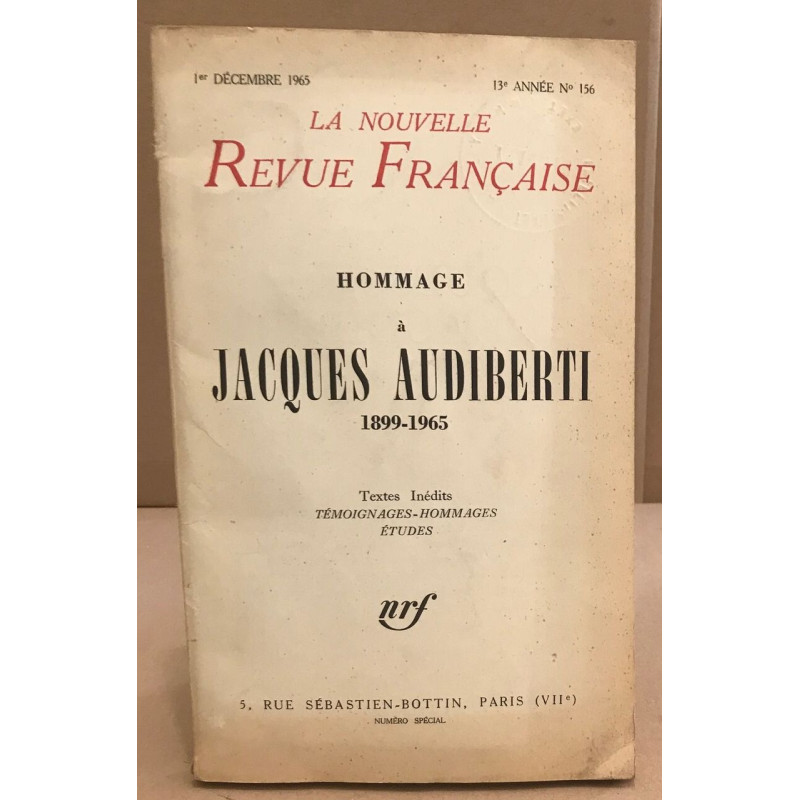 1er DÉCEMBRE 1965 13e ANNÉE No 156
LA NOUVELLE
REVUE FRANÇAISE
HOMMAGE
à
JACQUES AUDIBERTI
1899-1965
Textes Inédits
TÉMOIGNAGES-HOMMAGES
ÉTUDES
nrf
5, RUE SÉBASTIEN-BOTTIN, PARIS (VIIe)
NUMÉRO SPÉCIAL